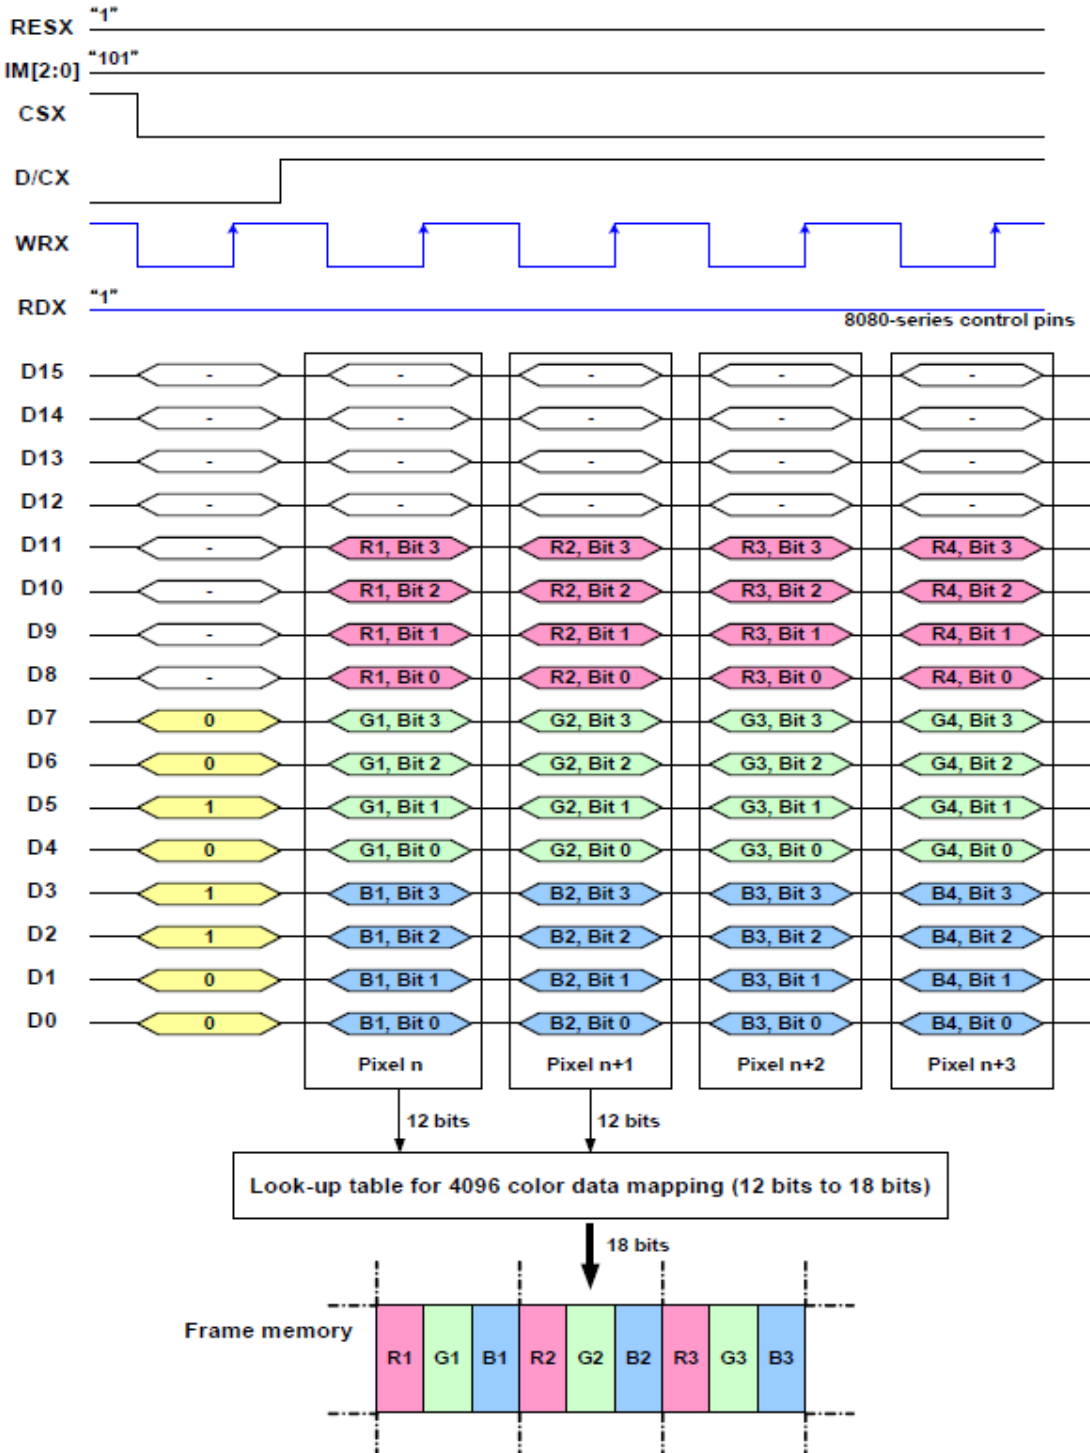 RESX "1"
IM[2:0] "101"
CSX
D/CX
WRX
RDX "1"
8080-series control pins
D15 - - - - -
D14 - - - - -
D13 - - - - -
D12 - - - - -
D11 - R1, Bit 3 R2, Bit 3 R3, Bit 3 R4, Bit 3
D10 - R1, Bit 2 R2, Bit 2 R3, Bit 2 R4, Bit 2
D9 - R1, Bit 1 R2, Bit 1 R3, Bit 1 R4, Bit 1
D8 - R1, Bit 0 R2, Bit 0 R3, Bit 0 R4, Bit 0
D7 0 G1, Bit 3 G2, Bit 3 G3, Bit 3 G4, Bit 3
D6 0 G1, Bit 2 G2, Bit 2 G3, Bit 2 G4, Bit 2
D5 1 G1, Bit 1 G2, Bit 1 G3, Bit 1 G4, Bit 1
D4 0 G1, Bit 0 G2, Bit 0 G3, Bit 0 G4, Bit 0
D3 1 B1, Bit 3 B2, Bit 3 B3, Bit 3 B4, Bit 3
D2 1 B1, Bit 2 B2, Bit 2 B3, Bit 2 B4, Bit 2
D1 0 B1, Bit 1 B2, Bit 1 B3, Bit 1 B4, Bit 1
D0 0 B1, Bit 0 B2, Bit 0 B3, Bit 0 B4, Bit 0
Pixel n Pixel n+1 Pixel n+2 Pixel n+3
12 bits 12 bits
Look-up table for 4096 color data mapping (12 bits to 18 bits)
18 bits
Frame memory
R1 G1 B1 R2 G2 B2 R3 G3 B3